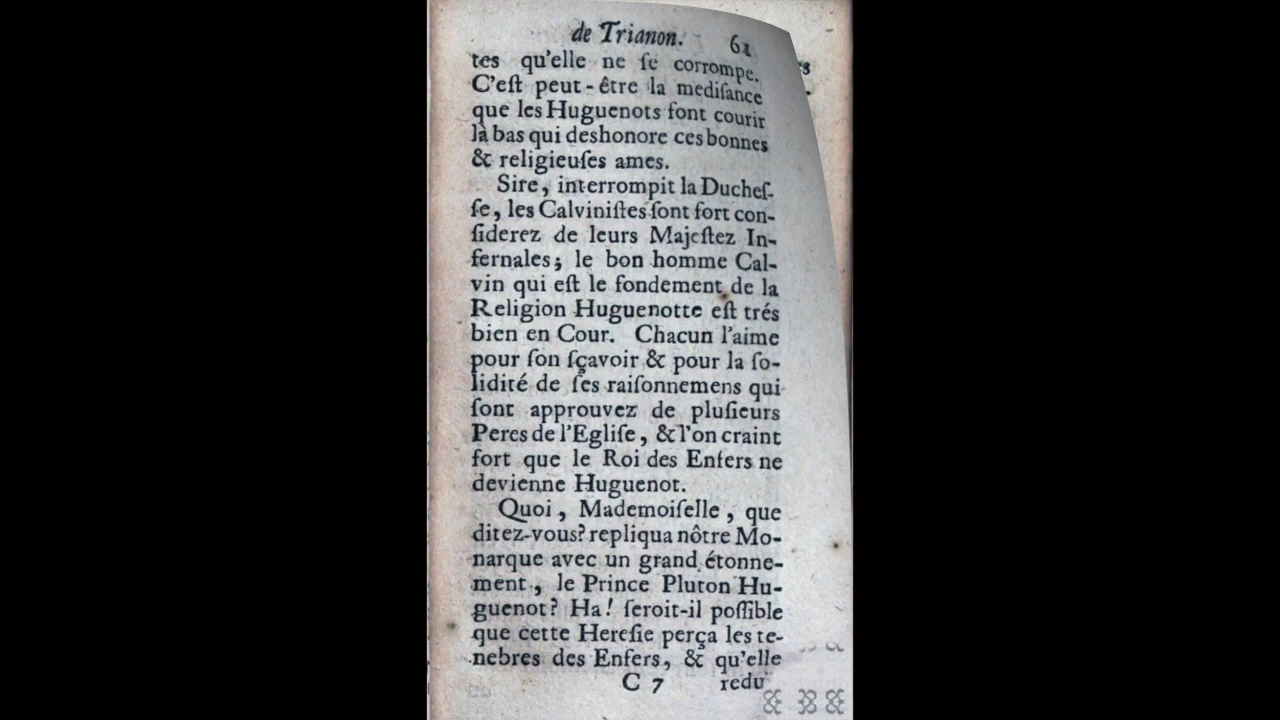 de Trianon. 61
tes qu'elle ne ſe corrompe.
C'eſt peut-être la mediſance
que les Huguenots font courir
là bas qui deshonore ces bonnes
& religieuſes ames.
Sire, interrompit la Ducheſ-
ſe, les Calviniſtes ſont fort con-
ſiderez de leurs Majeſtez In-
fernales; le bon homme Cal-
vin qui eſt le fondement de la
Religion Huguenotte eſt trés
bien en Cour. Chacun l'aime
pour ſon ſçavoir & pour la ſo-
lidité de ſes raiſonnemens qui
ſont approuvez de pluſieurs
Peres de l'Egliſe, & l'on craint
fort que le Roi des Enfers ne
devienne Huguenot.
Quoi, Mademoiſelle, que
ditez-vous? repliqua nôtre Mo-
narque avec un grand étonne-
ment, le Prince Pluton Hu-
guenot? Ha! ſeroit-il poſſible
que cette Hereſie perça les te-
nebres des Enfers, & qu'elle
C 7 redu